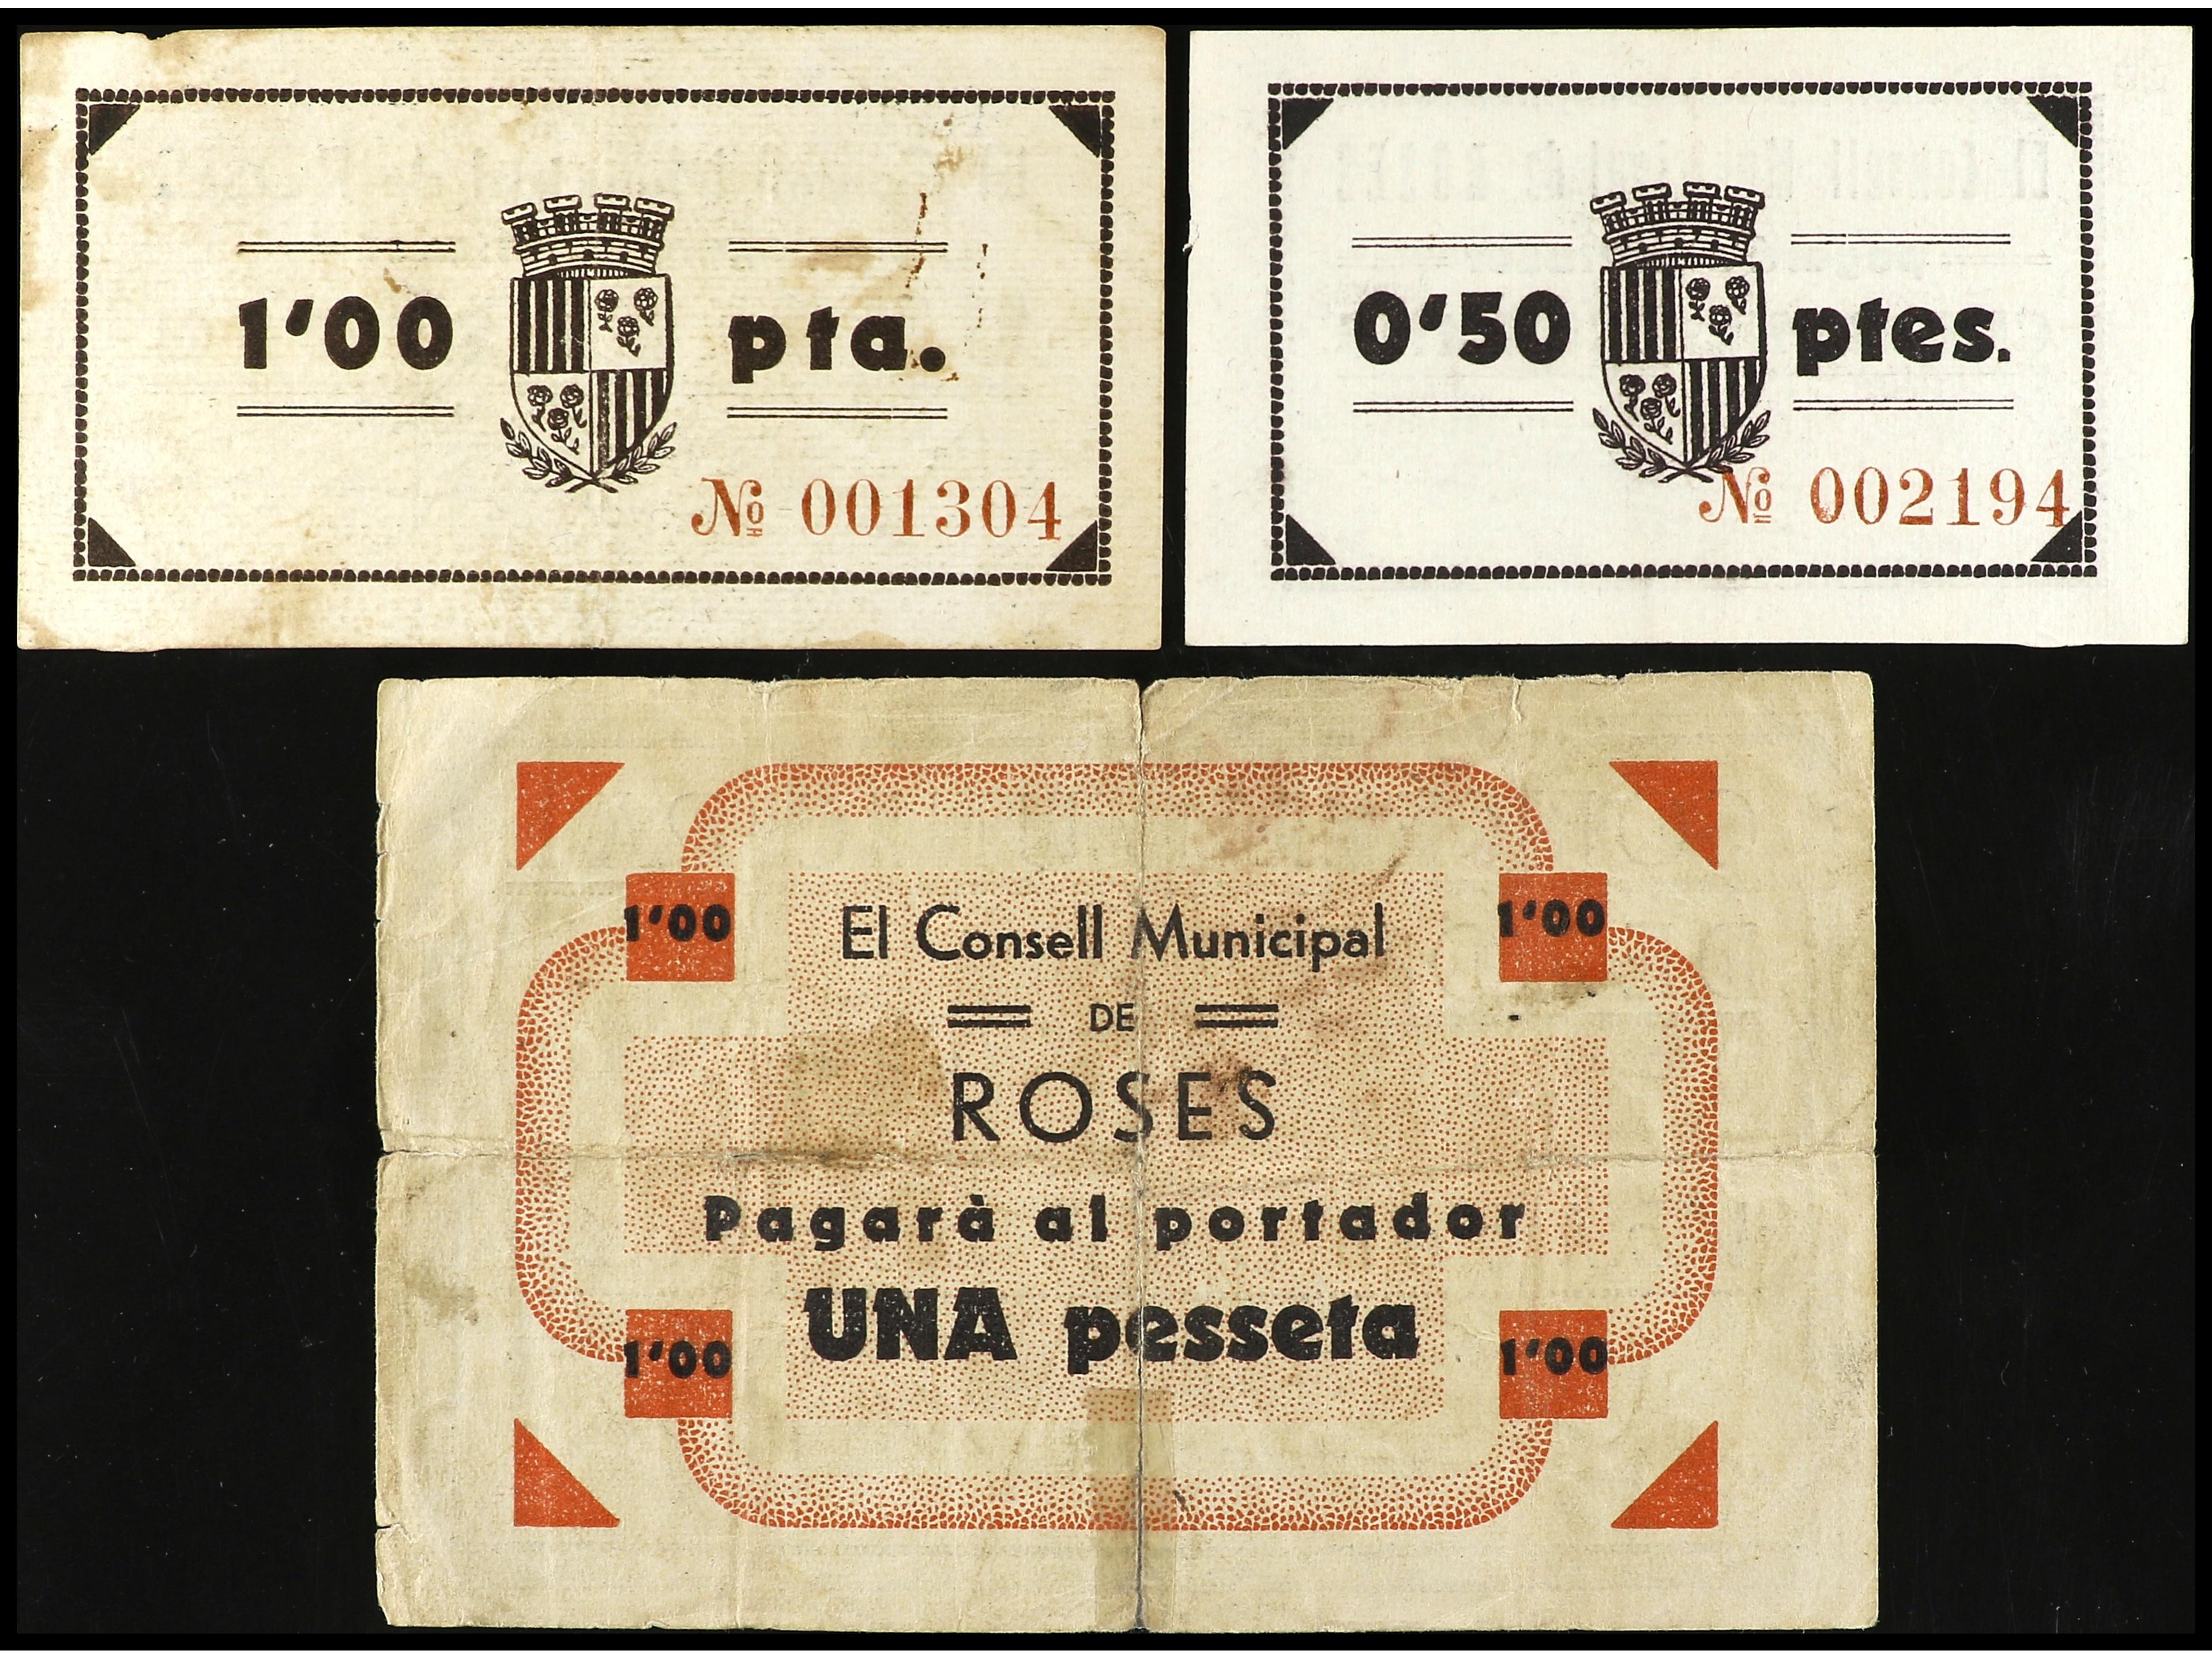 1'00 pta.
Nº 001304
0'50 ptes.
Nº 002194
1'00 1'00
El Consell Municipal
DE
ROSES
Pagarà al portador
UNA pesseta
1'00 1'00